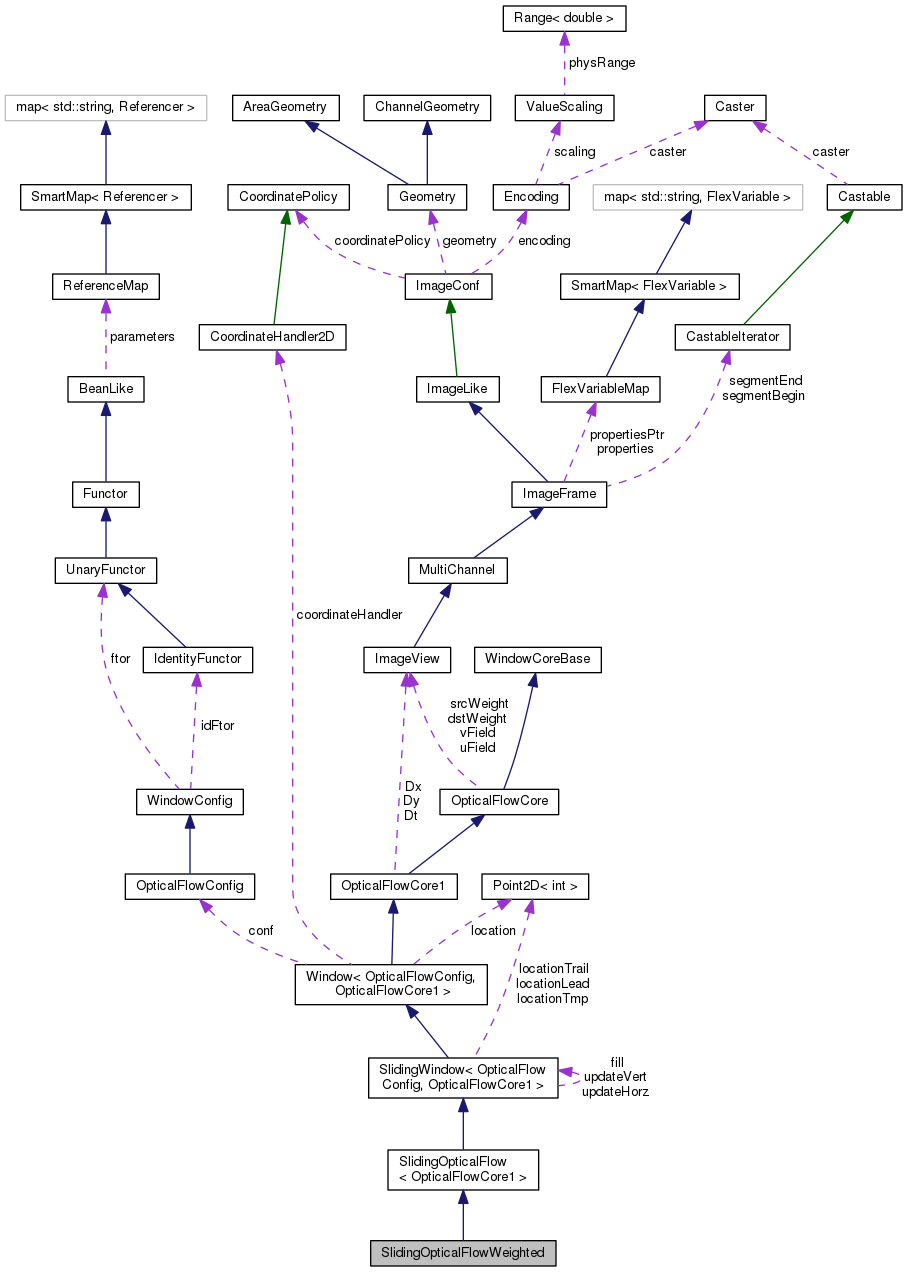 Range< double >
physRange
map< std::string, Referencer >
AreaGeometry
ChannelGeometry
ValueScaling
Caster
scaling
caster
caster
SmartMap< Referencer >
CoordinatePolicy
Geometry
Encoding
map< std::string, FlexVariable >
Castable
coordinatePolicy
geometry
encoding
ReferenceMap
ImageConf
SmartMap< FlexVariable >
parameters
CoordinateHandler2D
CastableIterator
BeanLike
ImageLike
FlexVariableMap
segmentEnd
segmentBegin
propertiesPtr
properties
Functor
ImageFrame
UnaryFunctor
MultiChannel
coordinateHandler
ftor
IdentityFunctor
ImageView
WindowCoreBase
idFtor
srcWeight
dstWeight
vField
uField
WindowConfig
Dx
Dy
Dt
OpticalFlowCore
OpticalFlowConfig
OpticalFlowCore1
Point2D< int >
conf
location
Window< OpticalFlowConfig,
OpticalFlowCore1 >
locationTrail
locationLead
locationTmp
SlidingWindow< OpticalFlow
Config, OpticalFlowCore1 >
fill
updateVert
updateHorz
SlidingOpticalFlow
< OpticalFlowCore1 >
SlidingOpticalFlowWeighted